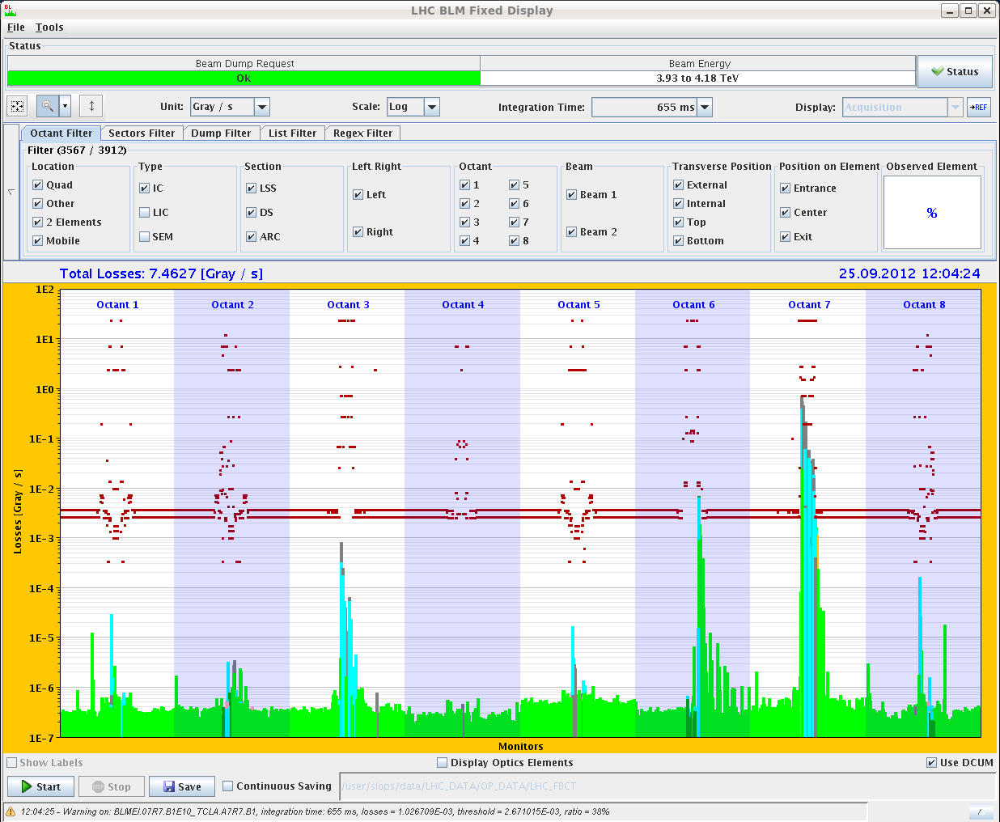 BL
LHC BLM Fixed Display
File Tools
Status
Beam Dump Request Beam Energy
Ok 3.93 to 4.18 TeV
Status
Unit: Gray / s Scale: Log Integration Time: 655 ms Display: Acquisition →REF
Octant Filter Sectors Filter Dump Filter List Filter Regex Filter
Filter (3567 / 3912)
Location
Quad
Other
2 Elements
Mobile
Type
IC
LIC
SEM
Section
LSS
DS
ARC
Left Right
Left
Right
Octant
1 5
2 6
3 7
4 8
Beam
Beam 1
Beam 2
Transverse Position
External
Internal
Top
Bottom
Position on Element
Entrance
Center
Exit
Observed Element
%
Total Losses: 7.4627 [Gray / s] 25.09.2012 12:04:24
Octant 1 Octant 2 Octant 3 Octant 4 Octant 5 Octant 6 Octant 7 Octant 8
1E2
1E1
1E0
1E-1
1E-2
1E-3
1E-4
1E-5
1E-6
1E-7
Losses [Gray / s]
Monitors
Show Labels Display Optics Elements Use DCUM
Start STOP Stop Save Continuous Saving /user/slops/data/LHC_DATA/OP_DATA/LHC_FBCT
12:04:25 - Warning on: BLMEI.07R7.B1E10_TCLA.A7R7.B1, integration time: 655 ms, losses = 1.026709E-03, threshold = 2.671015E-03, ratio = 38%